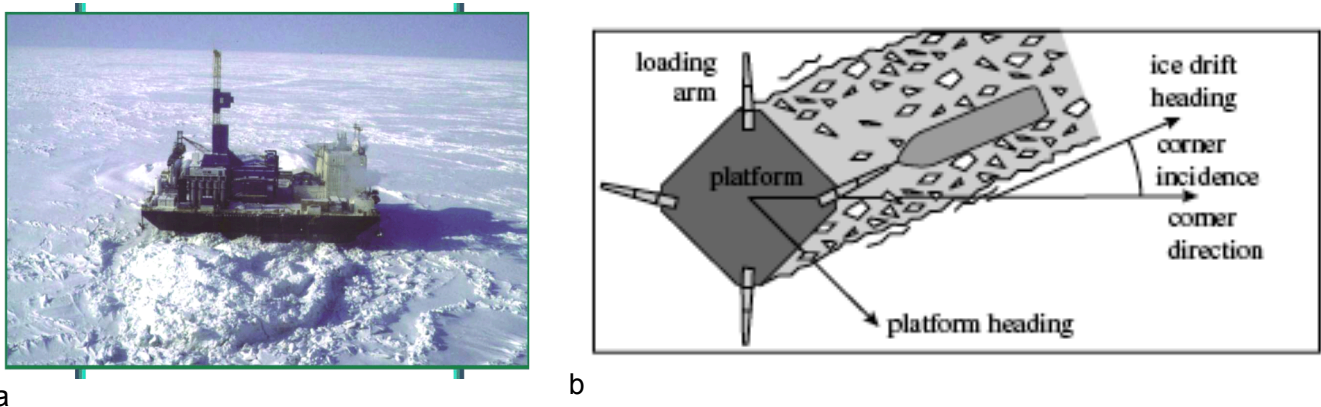 loading
arm
ice drift
heading
corner
incidence
platform
corner
direction
platform heading
a
b